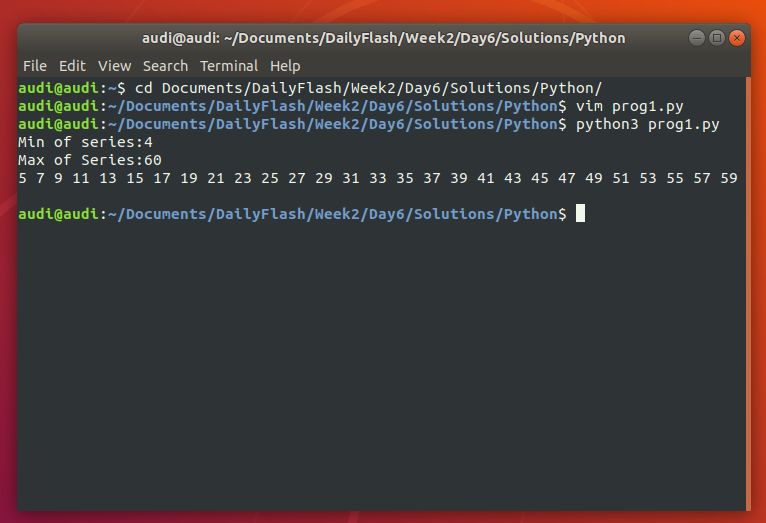 audi@audi: ~/Documents/DailyFlash/Week2/Day6/Solutions/Python
File Edit View Search Terminal Help
audi@audi:~$ cd Documents/DailyFlash/Week2/Day6/Solutions/Python/
audi@audi:~/Documents/DailyFlash/Week2/Day6/Solutions/Python$ vim prog1.py
audi@audi:~/Documents/DailyFlash/Week2/Day6/Solutions/Python$ python3 prog1.py
Min of series:4
Max of Series:60
5 7 9 11 13 15 17 19 21 23 25 27 29 31 33 35 37 39 41 43 45 47 49 51 53 55 57 59
audi@audi:~/Documents/DailyFlash/Week2/Day6/Solutions/Python$